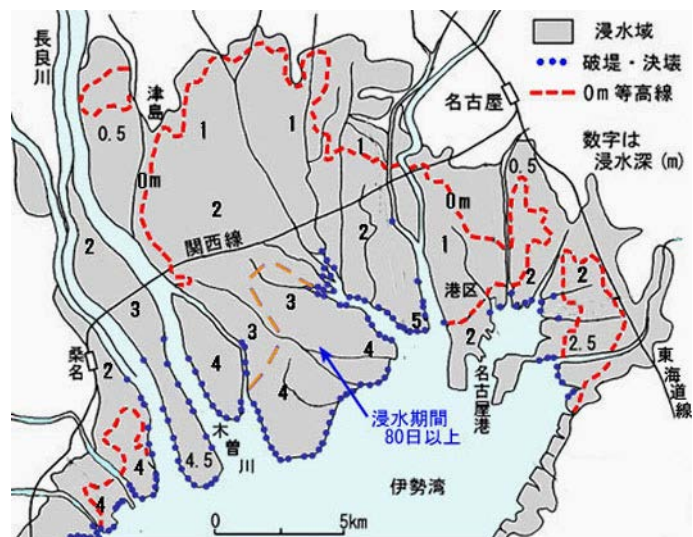 浸水域
破堤・決壊
0m 等高線
数字は
浸水深 (m)
長良川
津島
名古屋
0.5
1
1
1
0.5
0m
0m
2
2
関西線
1
2
2
2
港区
3
3
3
5
2
2.5
桑名
2
4
4
4
名古屋港
東海道線
浸水期間
80日以上
木曽川
4
4.5
4
伊勢湾
0
5km